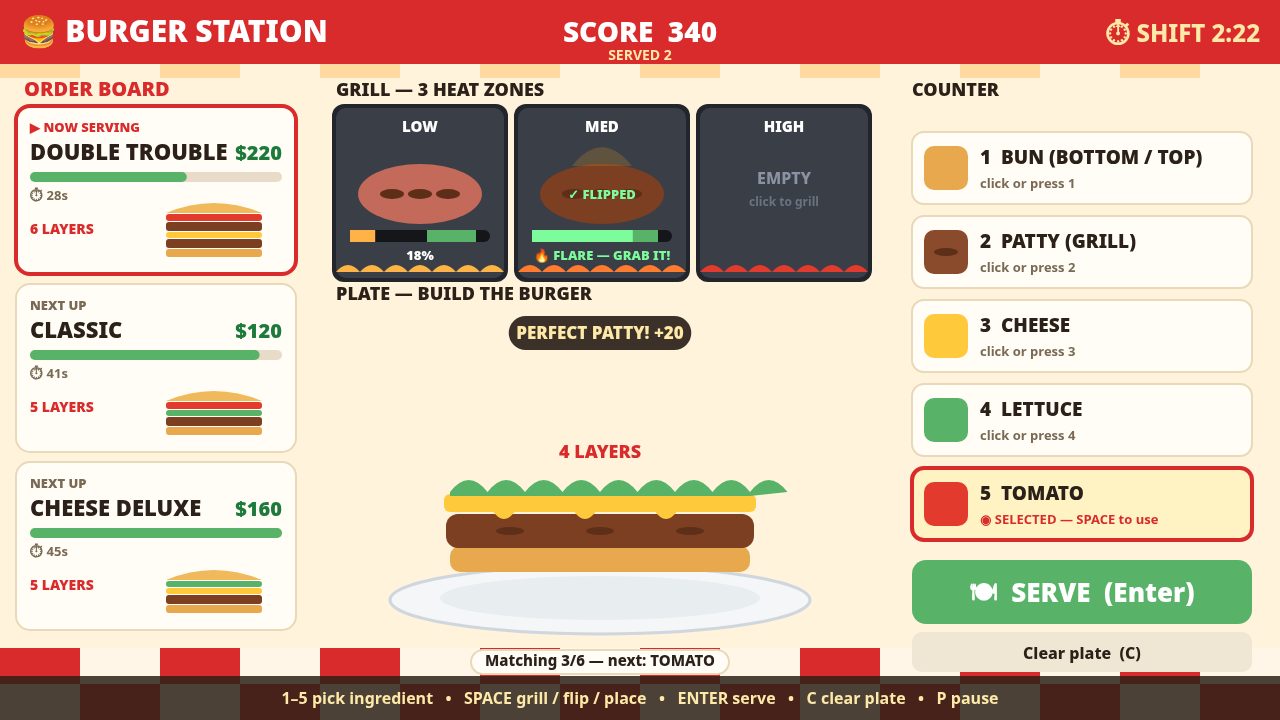 🍔 BURGER STATION
SCORE 340
SERVED 2
⏱ SHIFT 2:22
ORDER BOARD
▶ NOW SERVING
DOUBLE TROUBLE $220
⏱ 28s
6 LAYERS
NEXT UP
CLASSIC $120
⏱ 41s
5 LAYERS
NEXT UP
CHEESE DELUXE $160
⏱ 45s
5 LAYERS
GRILL — 3 HEAT ZONES
LOW
18%
MED
✓ FLIPPED
🔥 FLARE — GRAB IT!
HIGH
EMPTY
click to grill
PLATE — BUILD THE BURGER
PERFECT PATTY! +20
4 LAYERS
Matching 3/6 — next: TOMATO
COUNTER
1 BUN (BOTTOM / TOP)
click or press 1
2 PATTY (GRILL)
click or press 2
3 CHEESE
click or press 3
4 LETTUCE
click or press 4
5 TOMATO
◉ SELECTED — SPACE to use
🍽 SERVE (Enter)
Clear plate (C)
1–5 pick ingredient • SPACE grill / flip / place • ENTER serve • C clear plate • P pause